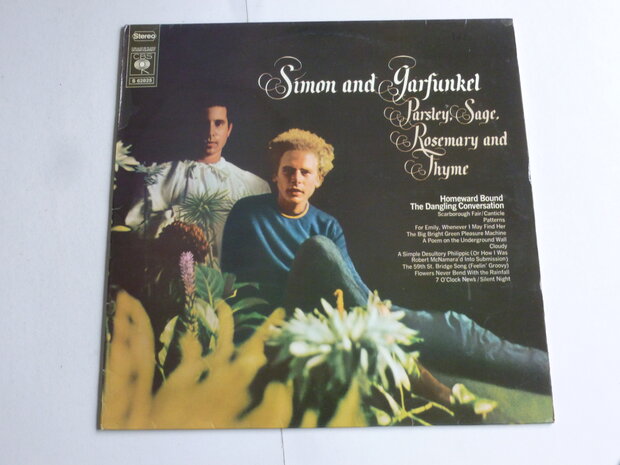 Stereo
CBS
S 62825
Simon and Garfunkel
Parsley, Sage,
Rosemary and
Thyme
Homeward Bound
The Dangling Conversation
Scarborough Fair/Canticle
Patterns
For Emily, Whenever I May Find Her
The Big Bright Green Pleasure Machine
A Poem on the Underground Wall
Cloudy
A Simple Desultory Philippic (Or How I Was
Robert McNamara'd Into Submission)
The 59th St. Bridge Song (Feelin' Groovy)
Flowers Never Bend With the Rainfall
7 O'Clock News/Silent Night